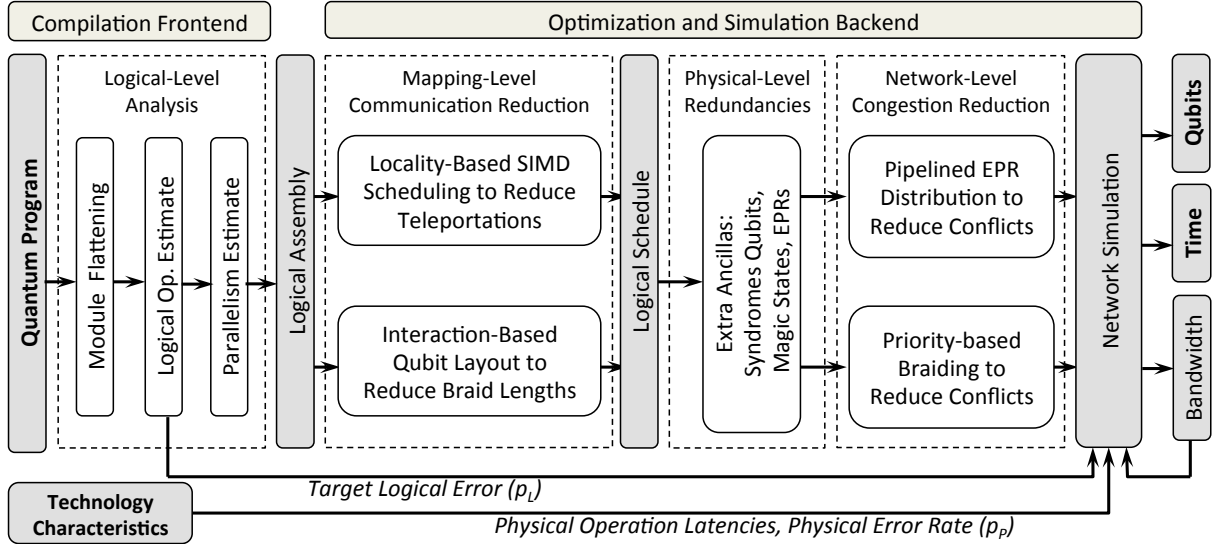 Compilation Frontend
Optimization and Simulation Backend
Quantum Program
Logical-Level
Analysis
Module Flattening
Logical Op. Estimate
Parallelism Estimate
Logical Assembly
Mapping-Level
Communication Reduction
Locality-Based SIMD
Scheduling to Reduce
Teleportations
Interaction-Based
Qubit Layout to
Reduce Braid Lengths
Logical Schedule
Physical-Level
Redundancies
Extra Ancillas:
Syndromes Qubits,
Magic States, EPRs
Network-Level
Congestion Reduction
Pipelined EPR
Distribution to
Reduce Conflicts
Priority-based
Braiding to
Reduce Conflicts
Network Simulation
Qubits
Time
Bandwidth
Target Logical Error (pL)
Technology
Characteristics
Physical Operation Latencies, Physical Error Rate (pP)